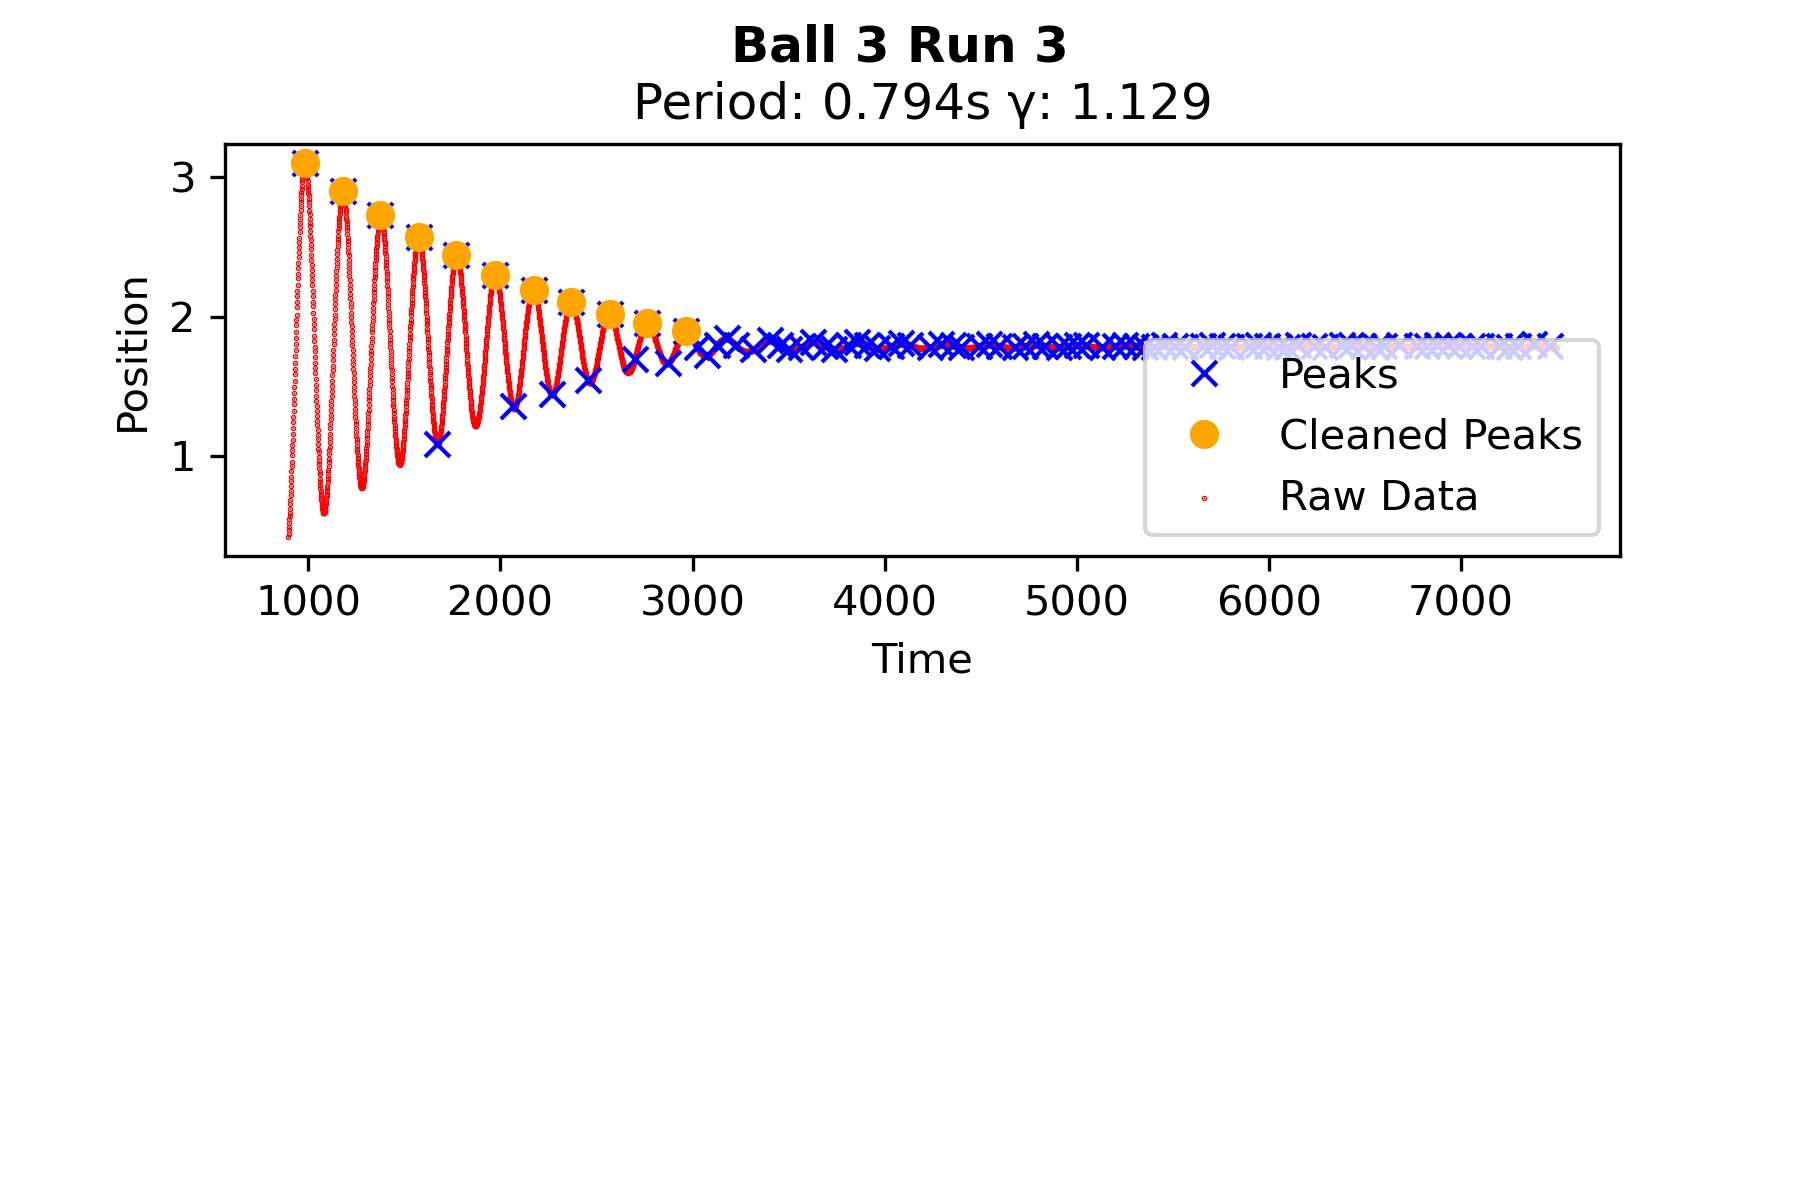 Ball 3 Run 3
Period: 0.794s γ: 1.129
3
2
1
Position
1000 2000 3000 4000 5000 6000 7000
Time
Peaks
Cleaned Peaks
Raw Data